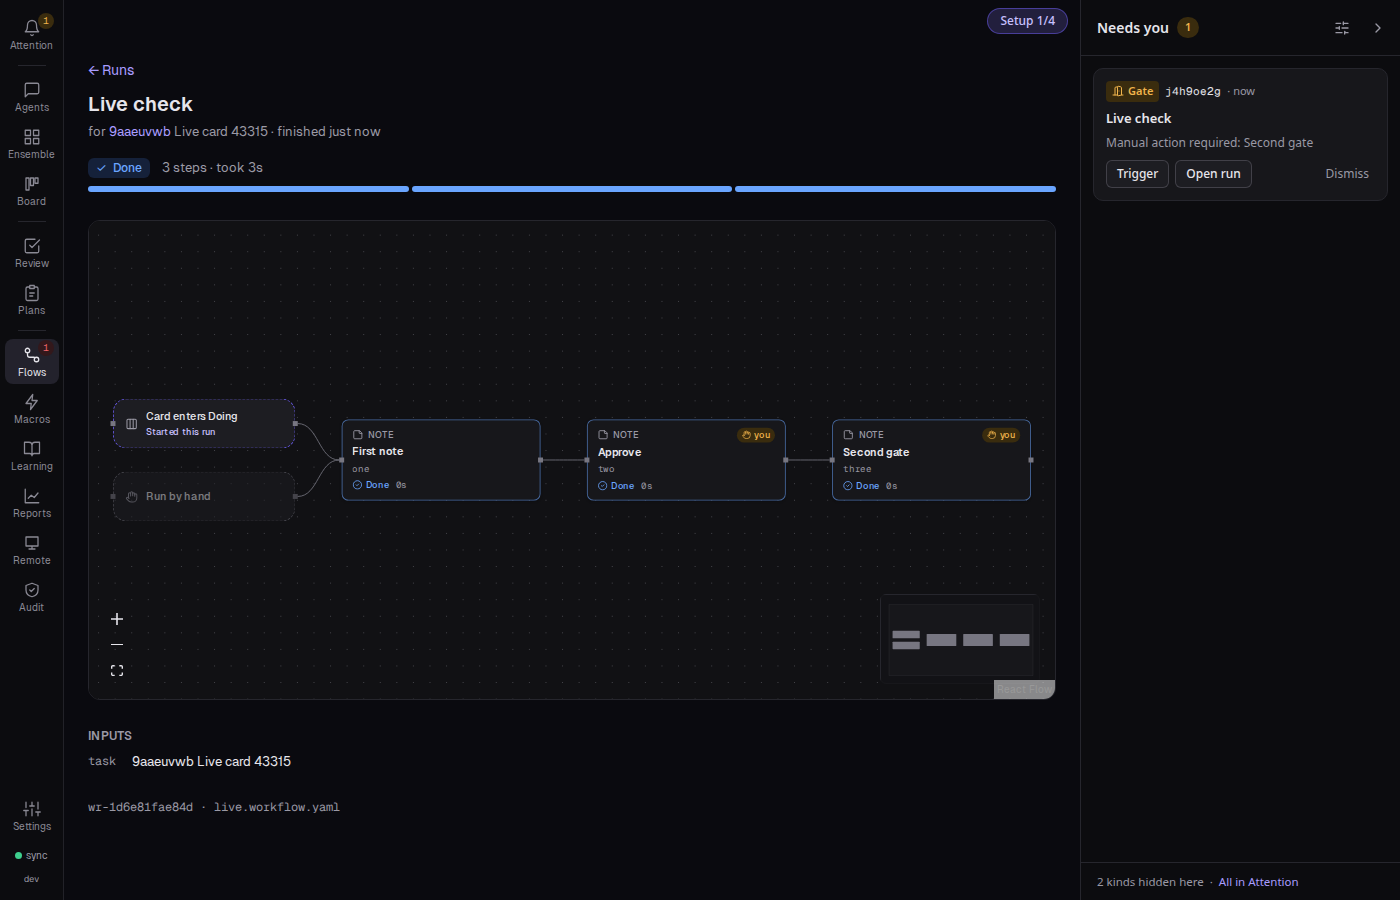 1
Attention
Agents
Ensemble
Board
Review
Plans
1
Flows
Macros
Learning
Reports
Remote
Audit
Settings
sync
dev
Setup 1/4
← Runs
Live check
for 9aaeuvwb Live card 43315 · finished just now
Done
3 steps · took 3s
Card enters Doing
Started this run
Run by hand
NOTE
First note
one
Done 0s
NOTE
you
Approve
two
Done 0s
NOTE
you
Second gate
three
Done 0s
React Flow
INPUTS
task 9aaeuvwb Live card 43315
wr-1d6e81fae84d · live.workflow.yaml
Needs you 1
Gate j4h9oe2g · now
Live check
Manual action required: Second gate
Trigger
Open run
Dismiss
2 kinds hidden here · All in Attention